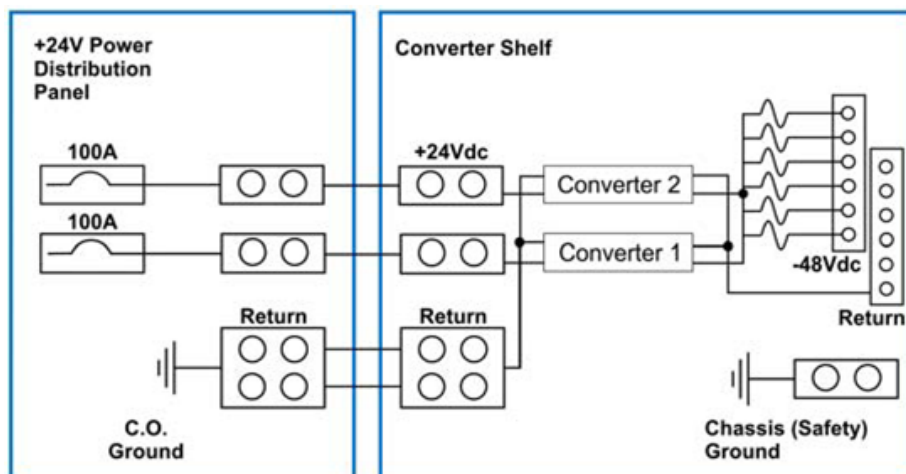 +24V Power
Distribution
Panel
100A
100A
Return
C.O.
Ground
Converter Shelf
+24Vdc
Converter 2
Converter 1
-48Vdc
Return
Return
Chassis (Safety)
Ground